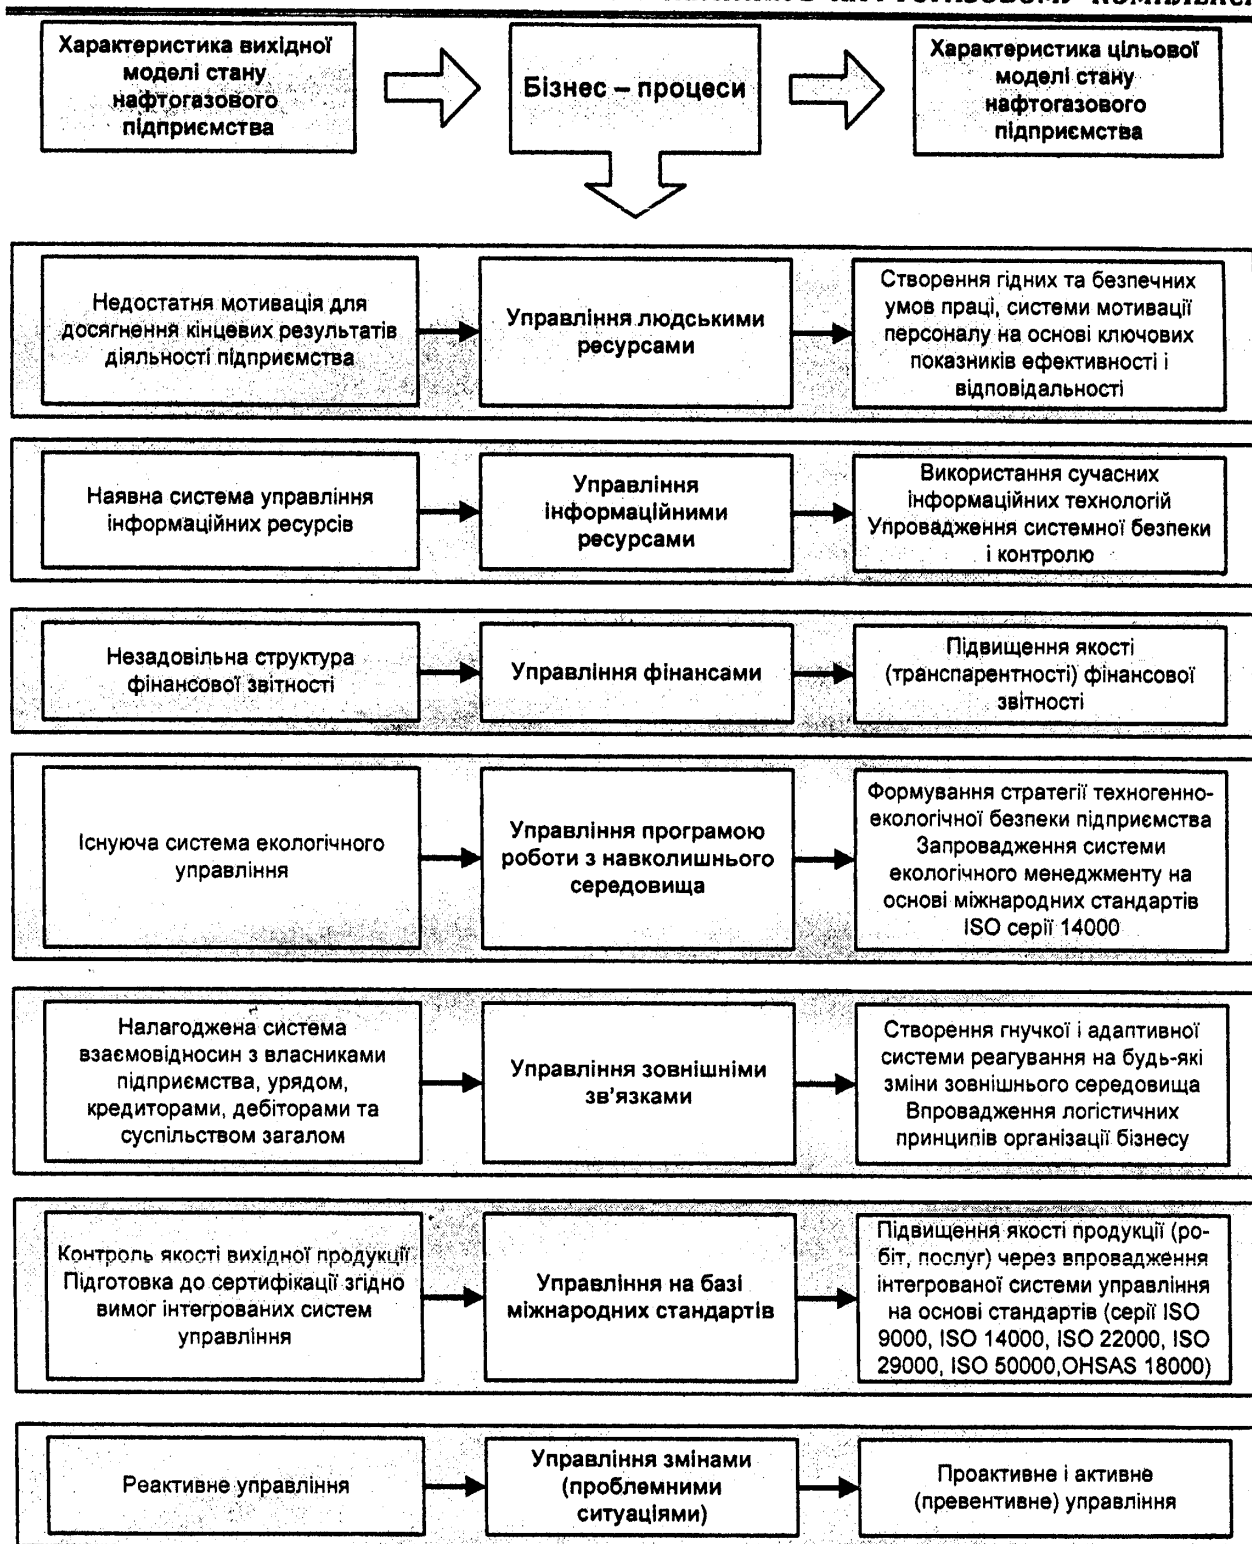 Характеристика вихідної
моделі стану
нафтогазового
підприємства
Бізнес – процеси
Характеристика цільової
моделі стану
нафтогазового
підприємства
Недостатня мотивація для
досягнення кінцевих результатів
діяльності підприємства
Управління людськими
ресурсами
Створення гідних та безпечних
умов праці, системи мотивації
персоналу на основі ключових
показників ефективності і
відповідальності
Наявна система управління
інформаційних ресурсів
Управління
інформаційними
ресурсами
Використання сучасних
інформаційних технологій
Упровадження системної безпеки
і контролю
Незадовільна структура
фінансової звітності
Управління фінансами
Підвищення якості
(транспарентності) фінансової
звітності
Існуюча система екологічного
управління
Управління програмою
роботи з навколишнього
середовища
Формування стратегії техногенно-
екологічної безпеки підприємства
Запровадження системи
екологічного менеджменту на
основі міжнародних стандартів
ISO серії 14000
Налагоджена система
взаємовідносин з власниками
підприємства, урядом,
кредиторами, дебіторами та
суспільством загалом
Управління зовнішніми
зв'язками
Створення гнучкої і адаптивної
системи реагування на будь-які
зміни зовнішнього середовища
Впровадження логістичних
принципів організації бізнесу
Контроль якості вихідної продукції
Підготовка до сертифікації згідно
вимог інтегрованих систем
управління
Управління на базі
міжнародних стандартів
Підвищення якості продукції (ро-
біт, послуг) через впровадження
інтегрованої системи управління
на основі стандартів (серії ISO
9000, ISO 14000, ISO 22000, ISO
29000, ISO 50000,OHSAS 18000)
Реактивне управління
Управління змінами
(проблемними
ситуаціями)
Проактивне і активне
(превентивне) управління